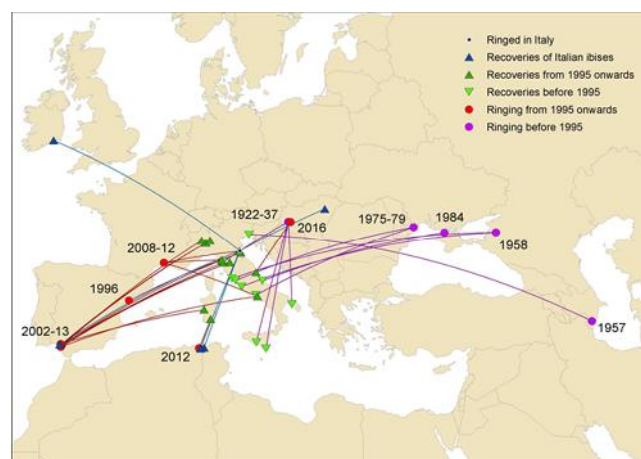 Ringed in Italy
Recoveries of Italian ibises
Recoveries from 1995 onwards
Recoveries before 1995
Ringing from 1995 onwards
Ringing before 1995
1922-37
1975-79
1984
2016
1958
2008-12
1996
2002-13
2012
1957